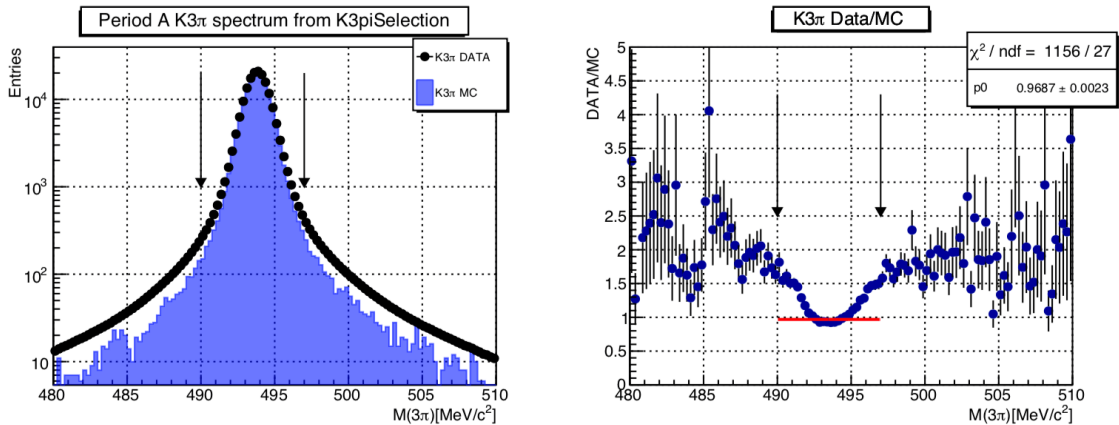 Period A K3π spectrum from K3piSelection
Entries
10⁴
10³
10²
10
K3π DATA
K3π MC
480 485 490 495 500 505 510
M(3π)[MeV/c²]
K3π Data/MC
DATA/MC
5
4.5
4
3.5
3
2.5
2
1.5
1
0.5
0
χ² / ndf = 1156 / 27
p0 0.9687 ± 0.0023
480 485 490 495 500 505 510
M(3π)[MeV/c²]